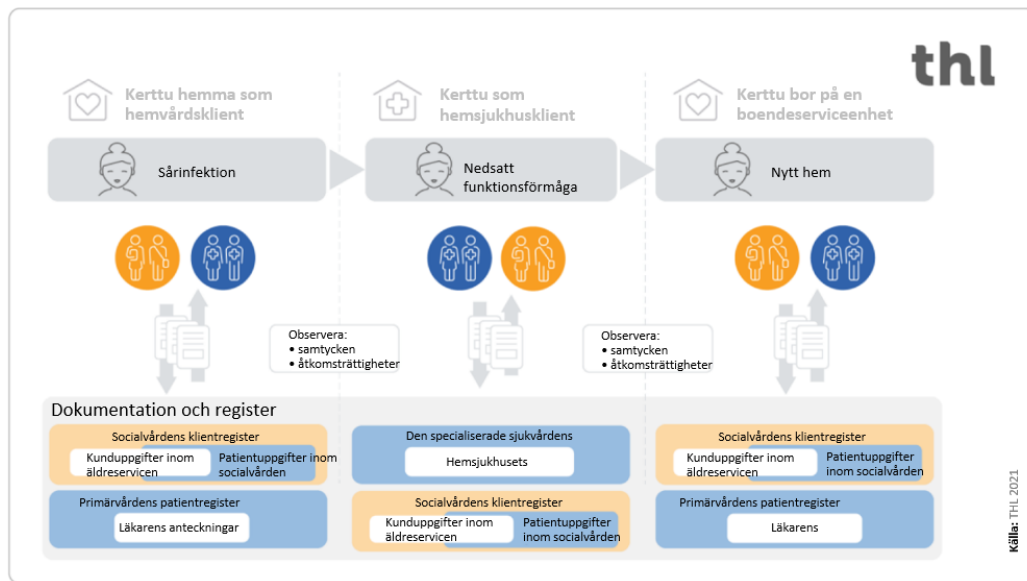 thl
Kerttu hemma som
hemvårdsklient
Kerttu som
hemsjukhusklient
Kerttu bor på en
boendeserviceenhet
Sårinfektion
Nedsatt
funktionsförmåga
Nytt hem
Observera:
• samtycken
• åtkomsträttigheter
Observera:
• samtycken
• åtkomsträttigheter
Dokumentation och register
Socialvårdens klientregister
Kunduppgifter inom
äldreservicen
Patientuppgifter inom
socialvården
Primärvårdens patientregister
Läkarens anteckningar
Den specialiserade sjukvårdens
Hemsjukhusets
Socialvårdens klientregister
Kunduppgifter inom
äldreservicen
Patientuppgifter
inom socialvården
Socialvårdens klientregister
Kunduppgifter inom
äldreservicen
Patientuppgifter
inom socialvården
Primärvårdens patientregister
Läkarens
Källa: THL 2021